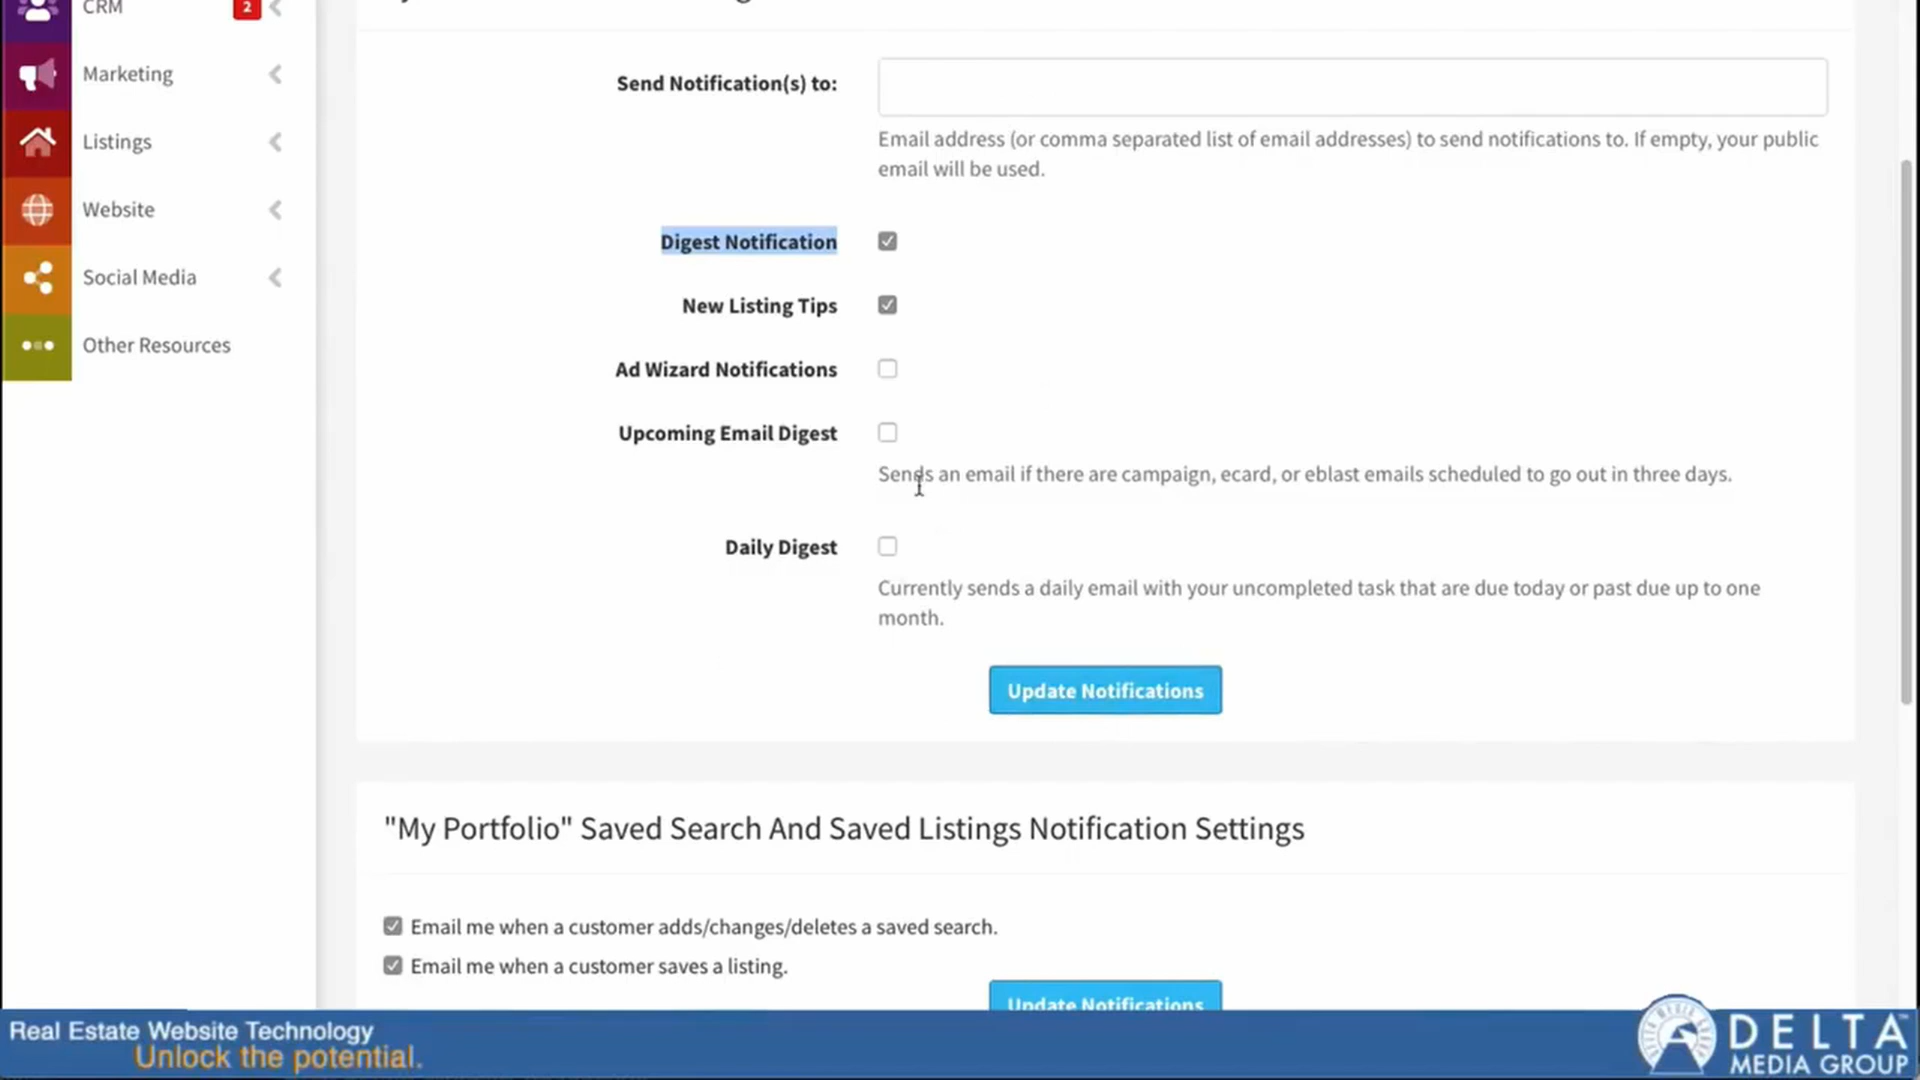 CRM
2
Marketing
Listings
Website
Social Media
Other Resources
Send Notification(s) to:
Email address (or comma separated list of email addresses) to send notifications to. If empty, your public
email will be used.
Digest Notification
New Listing Tips
Ad Wizard Notifications
Upcoming Email Digest
Sends an email if there are campaign, ecard, or eblast emails scheduled to go out in three days.
Daily Digest
Currently sends a daily email with your uncompleted task that are due today or past due up to one
month.
Update Notifications
"My Portfolio" Saved Search And Saved Listings Notification Settings
Email me when a customer adds/changes/deletes a saved search.
Email me when a customer saves a listing.
Update Notifications
Real Estate Website Technology
Unlock the potential.
DELTA
MEDIA GROUP